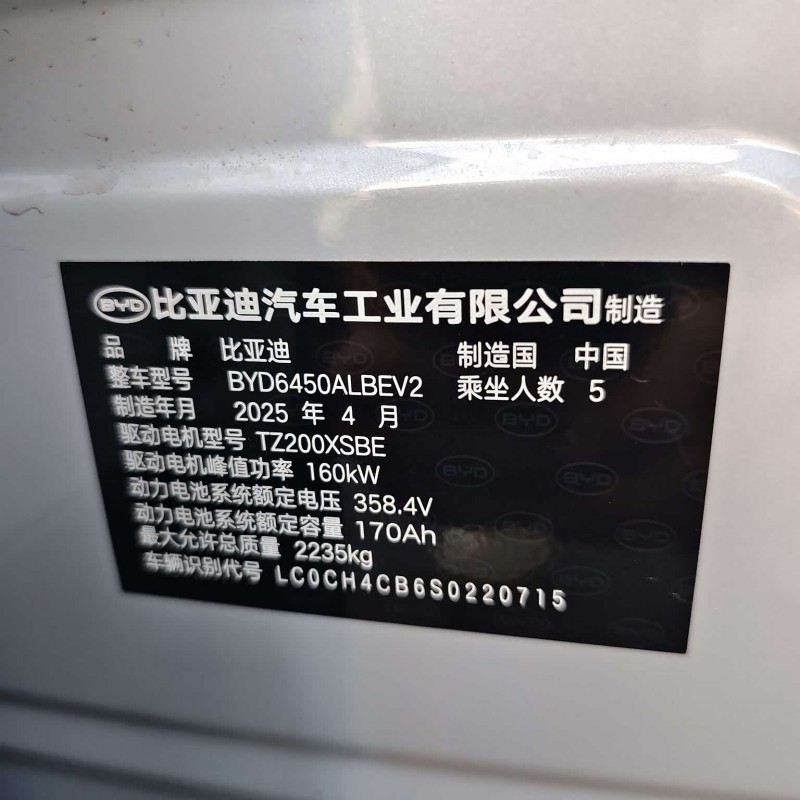 BYD比亚迪汽车工业有限公司制造
品 牌 比亚迪 制造国 中国
整车型号 BYD6450ALBEV2 乘坐人数 5
制造年月 2025 年 4 月
驱动电机型号 TZ200XSBE
驱动电机峰值功率 160kW
动力电池系统额定电压 358.4V
动力电池系统额定容量 170Ah
最大允许总质量 2235kg
车辆识别代号 LC0CH4CB6S0220715